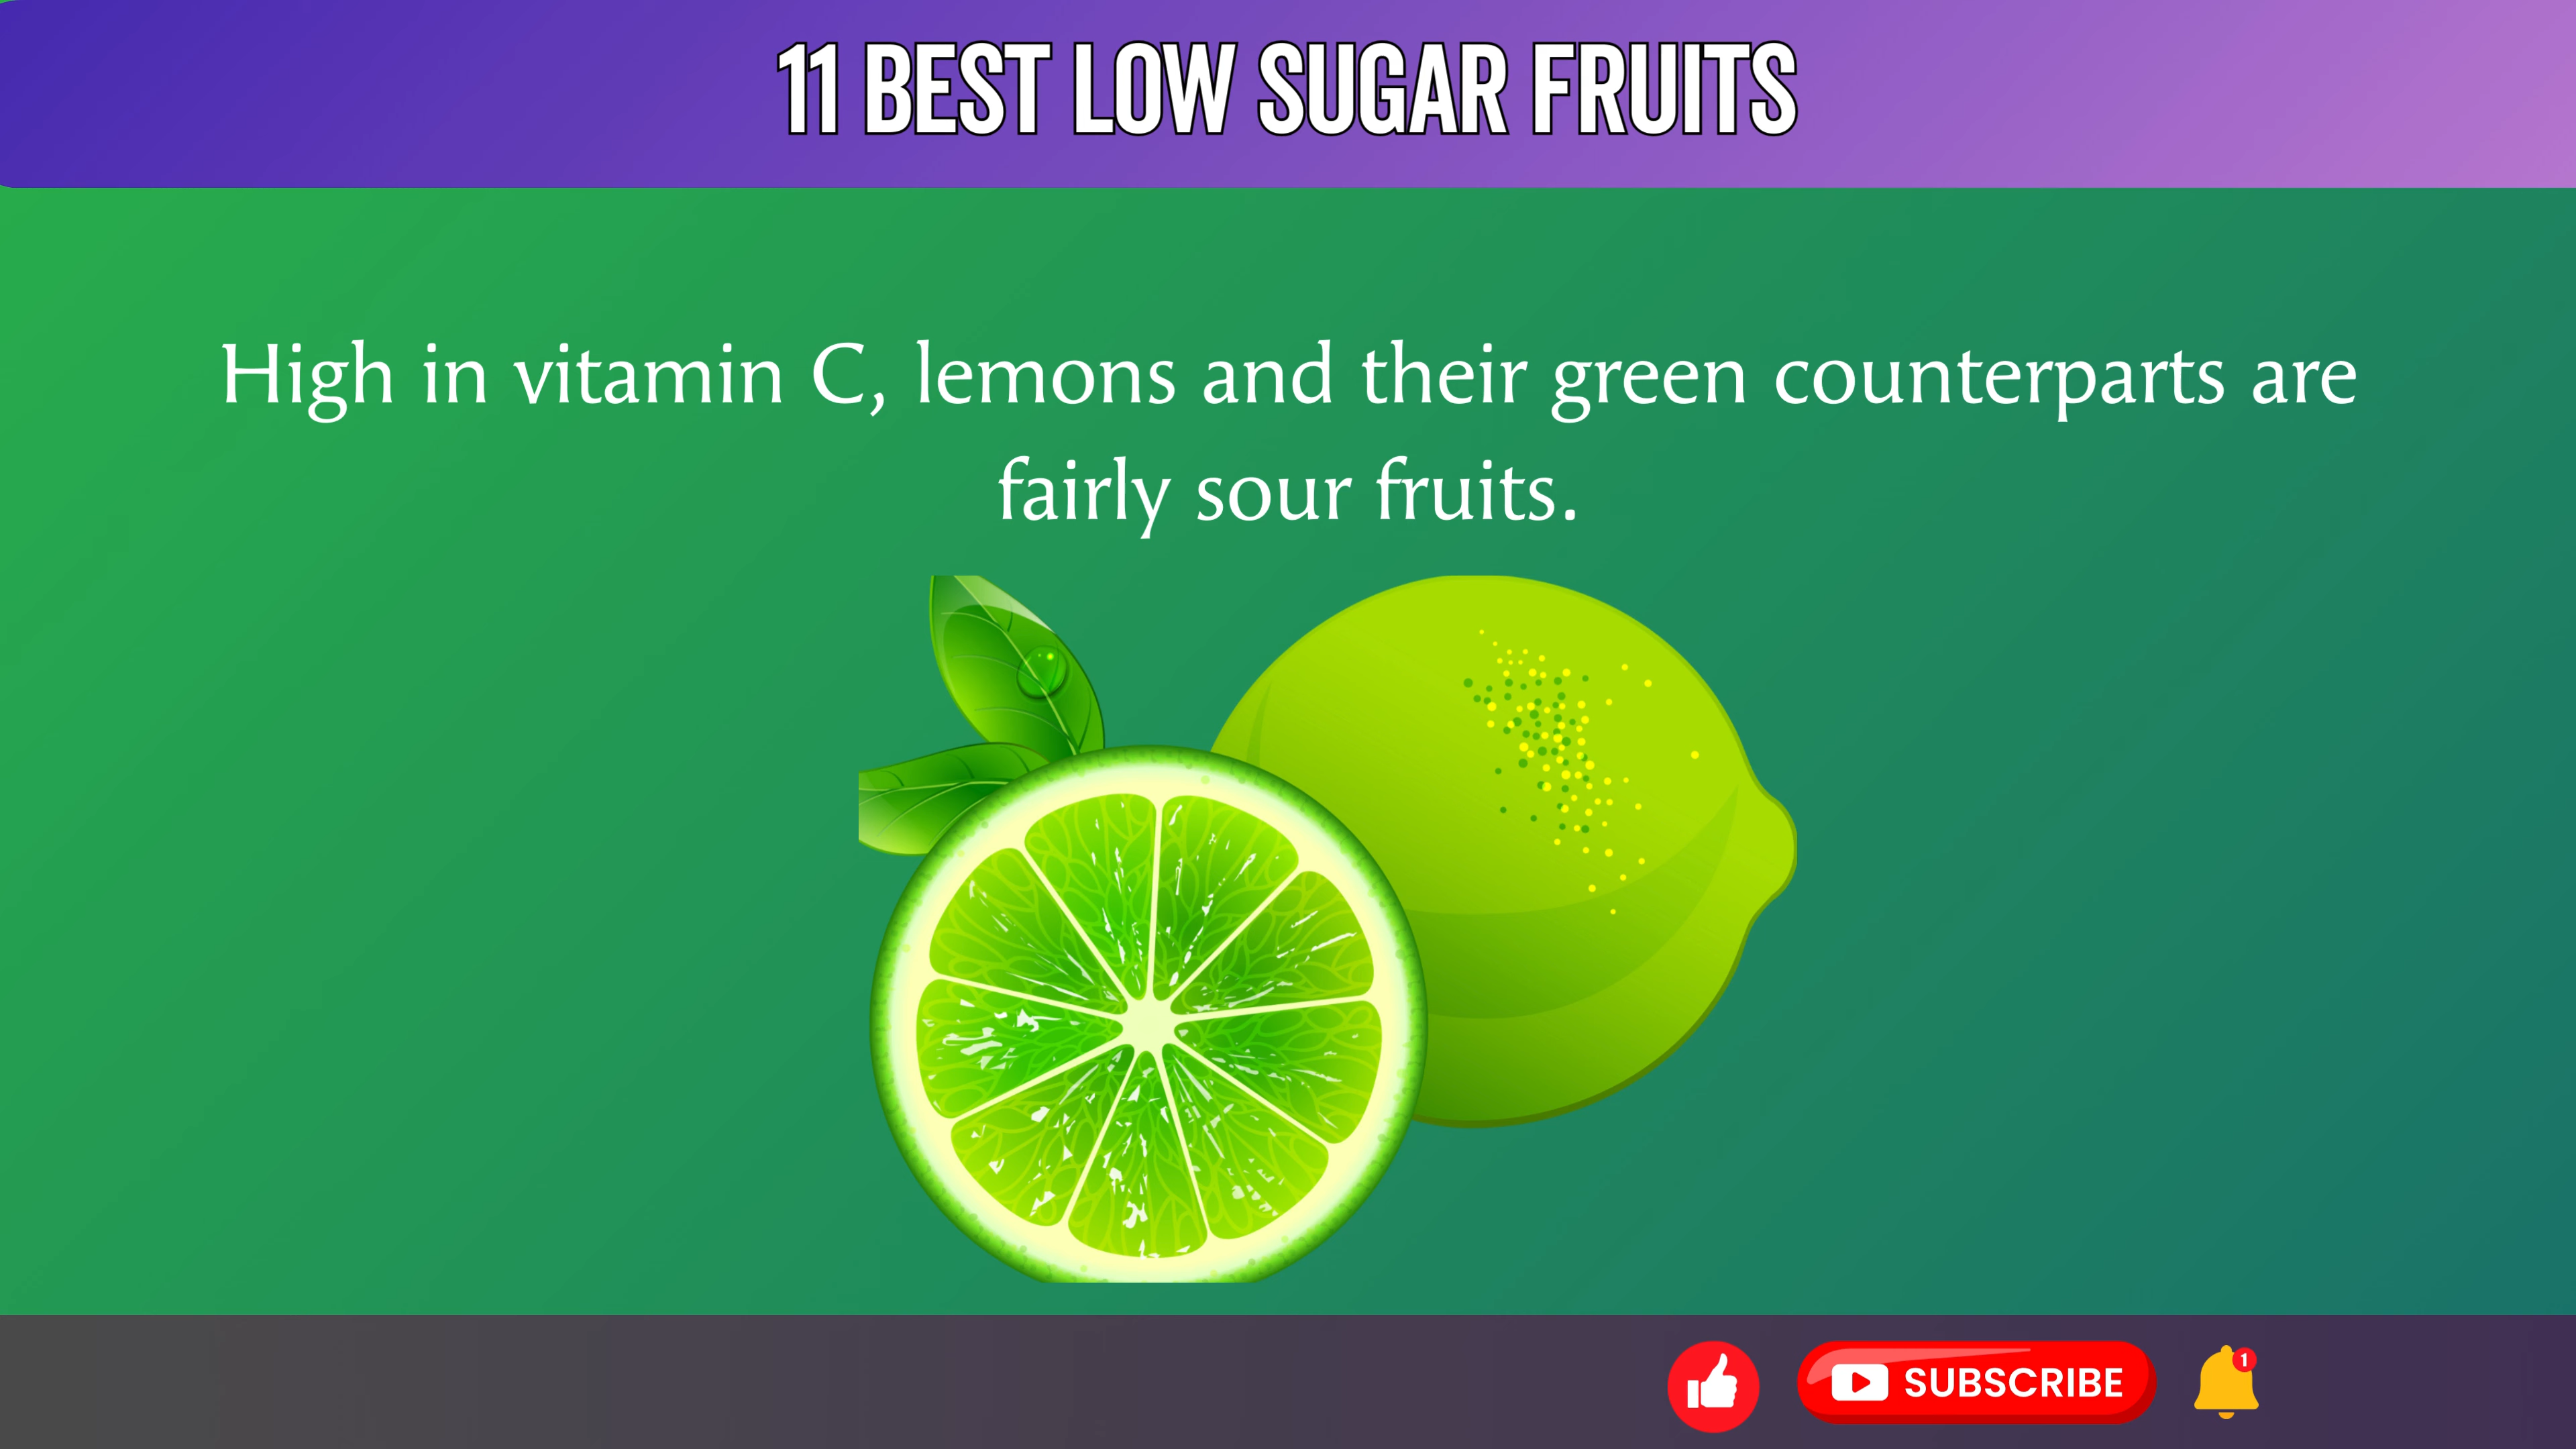 11 BEST LOW SUGAR FRUITS
High in vitamin C, lemons and their green counterparts are
fairly sour fruits.
SUBSCRIBE
1